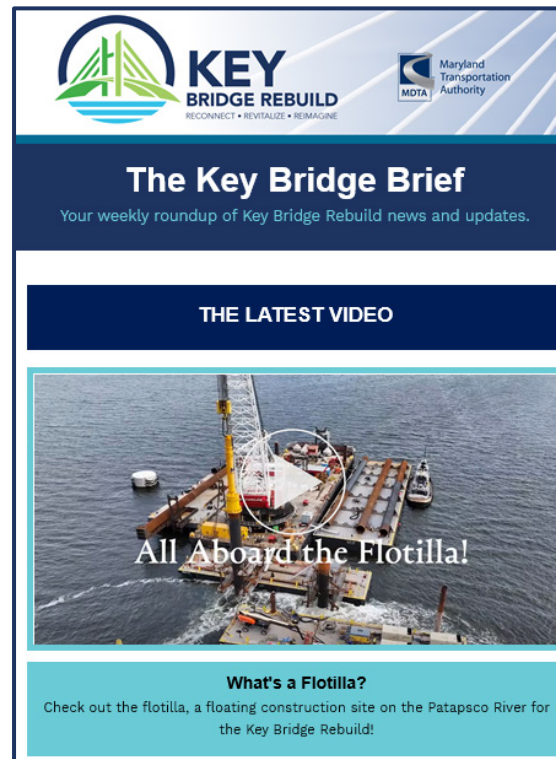 KEY
BRIDGE REBUILD
RECONNECT • REVITALIZE • REIMAGINE
MDTA
Maryland
Transportation
Authority
The Key Bridge Brief
Your weekly roundup of Key Bridge Rebuild news and updates.
THE LATEST VIDEO
All Aboard the Flotilla!
What's a Flotilla?
Check out the flotilla, a floating construction site on the Patapsco River for
the Key Bridge Rebuild!